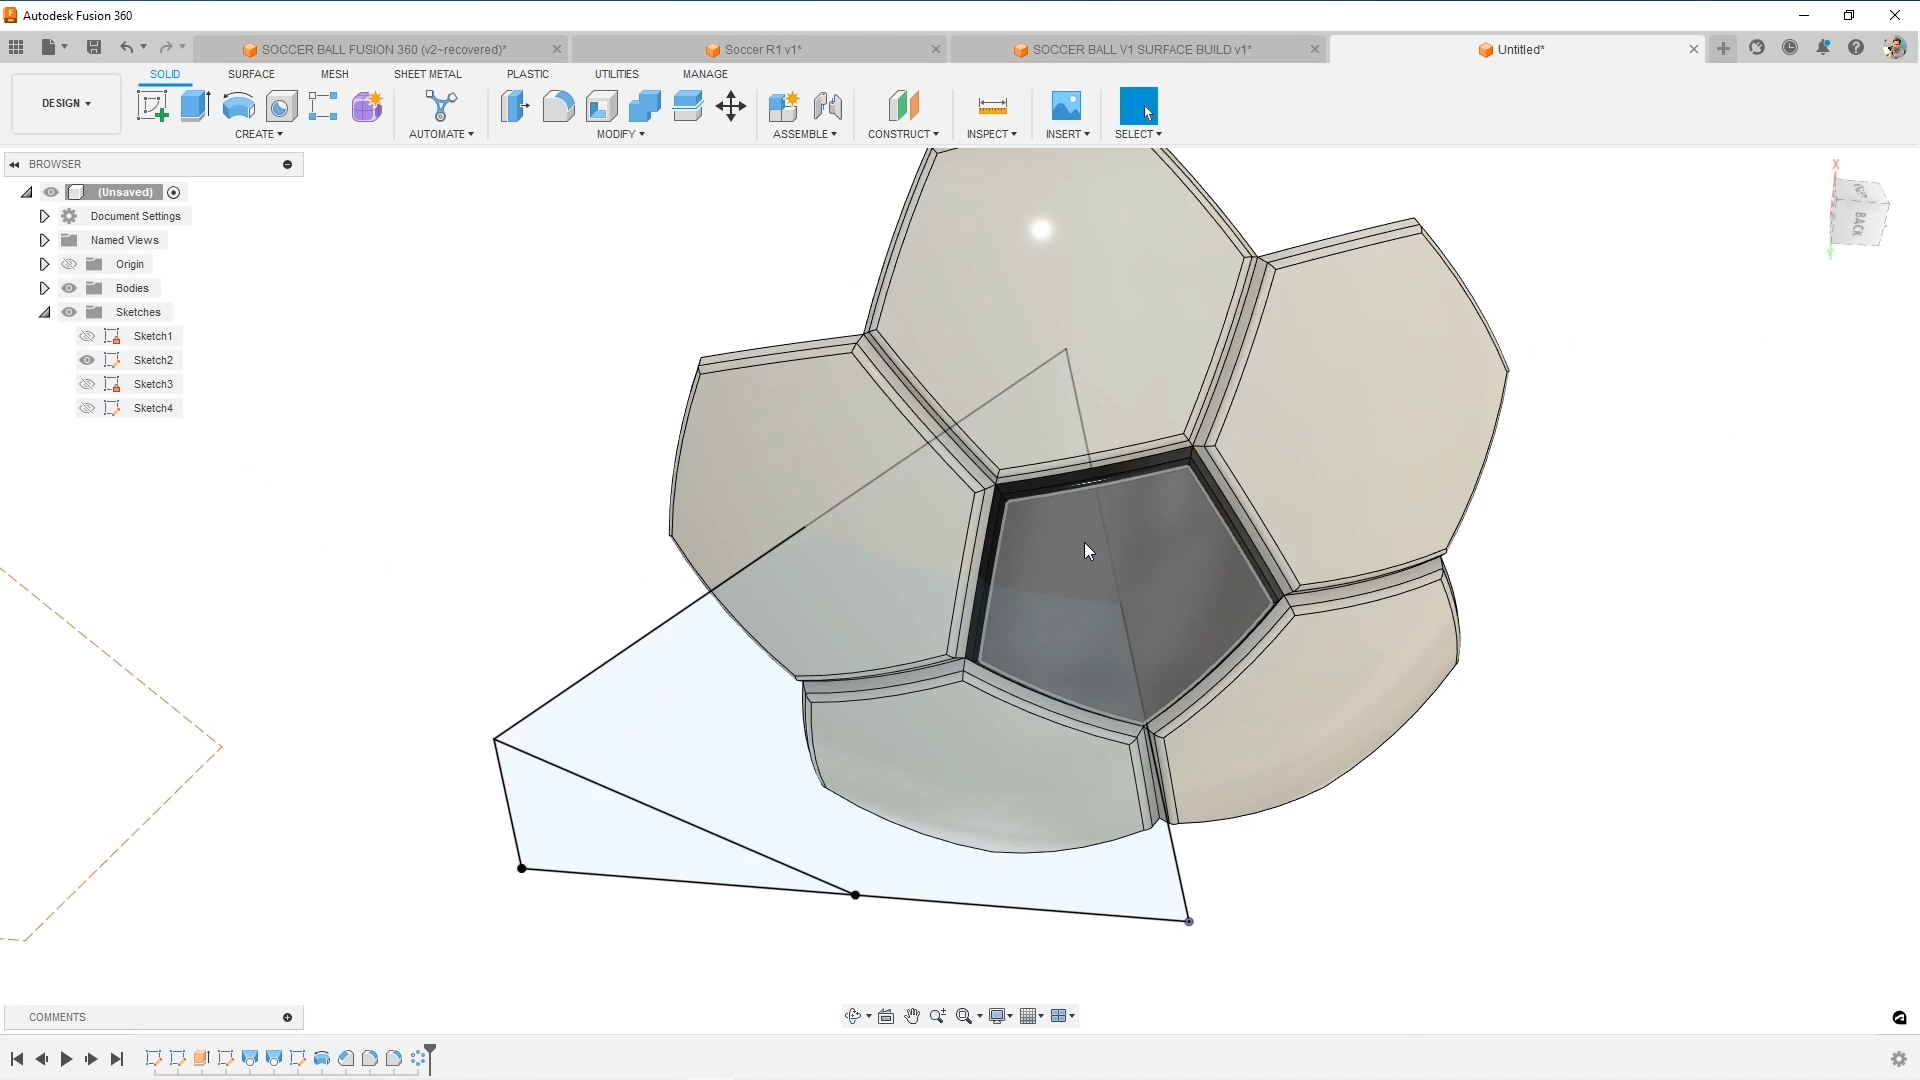 Autodesk Fusion 360
SOCCER BALL FUSION 360 (v2~recovered)*
Soccer R1 v1*
SOCCER BALL V1 SURFACE BUILD v1*
Untitled*
DESIGN
SOLID
SURFACE
MESH
SHEET METAL
PLASTIC
UTILITIES
MANAGE
CREATE
AUTOMATE
MODIFY
ASSEMBLE
CONSTRUCT
INSPECT
INSERT
SELECT
BROWSER
(Unsaved)
Document Settings
Named Views
Origin
Bodies
Sketches
Sketch1
Sketch2
Sketch3
Sketch4
X
BACK
COMMENTS